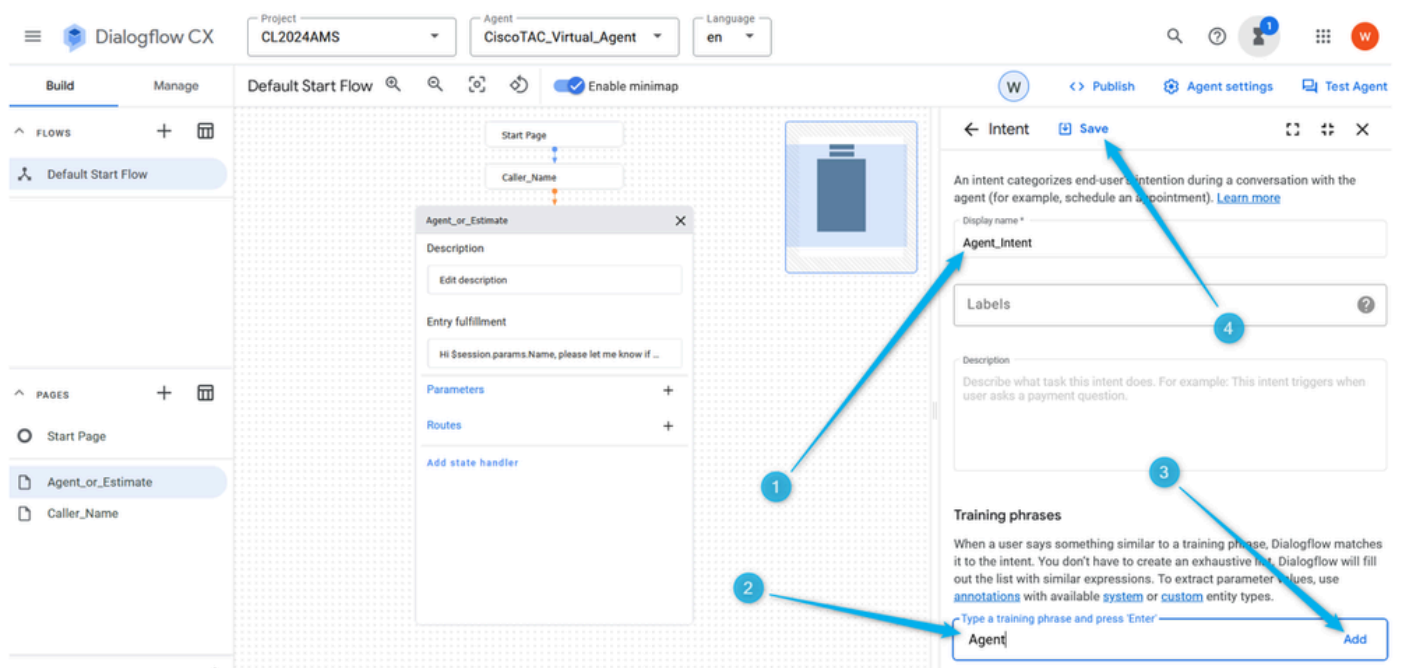 Dialogflow CX
Project
CL2024AMS
Agent
CiscoTAC_Virtual_Agent
Language
en
1
W
Build
Manage
Default Start Flow
Enable minimap
W
Publish
Agent settings
Test Agent
FLOWS
Default Start Flow
PAGES
Start Page
Agent_or_Estimate
Caller_Name
Start Page
Caller_Name
Agent_or_Estimate
Description
Edit description
Entry fulfillment
Hi $session.params.Name, please let me know if ...
Parameters
Routes
Add state handler
Intent
Save
An intent categorizes end-user's intention during a conversation with the
agent (for example, schedule an appointment). Learn more
Display name *
Agent_Intent
Labels
4
Description
Describe what task this intent does. For example: This intent triggers when
user asks a payment question.
1
3
Training phrases
When a user says something similar to a training phrase, Dialogflow matches
it to the intent. You don't have to create an exhaustive list, Dialogflow will fill
out the list with similar expressions. To extract parameter values, use
annotations with available system or custom entity types.
2
Type a training phrase and press 'Enter'
Agent
Add